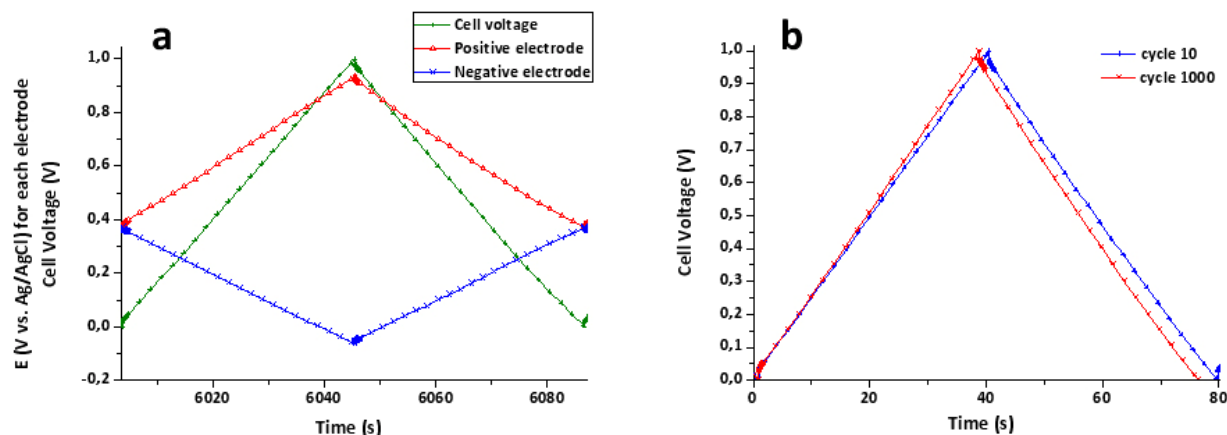 a
Cell voltage
Positive electrode
Negative electrode
E (V vs. Ag/AgCl) for each electrode
Cell Voltage (V)
1,0
0,8
0,6
0,4
0,2
0,0
-0,2
6020 6040 6060 6080
Time (s)
b
cycle 10
cycle 1000
Cell Voltage (V)
1,0
0,9
0,8
0,7
0,6
0,5
0,4
0,3
0,2
0,1
0,0
0 20 40 60 80
Time (s)